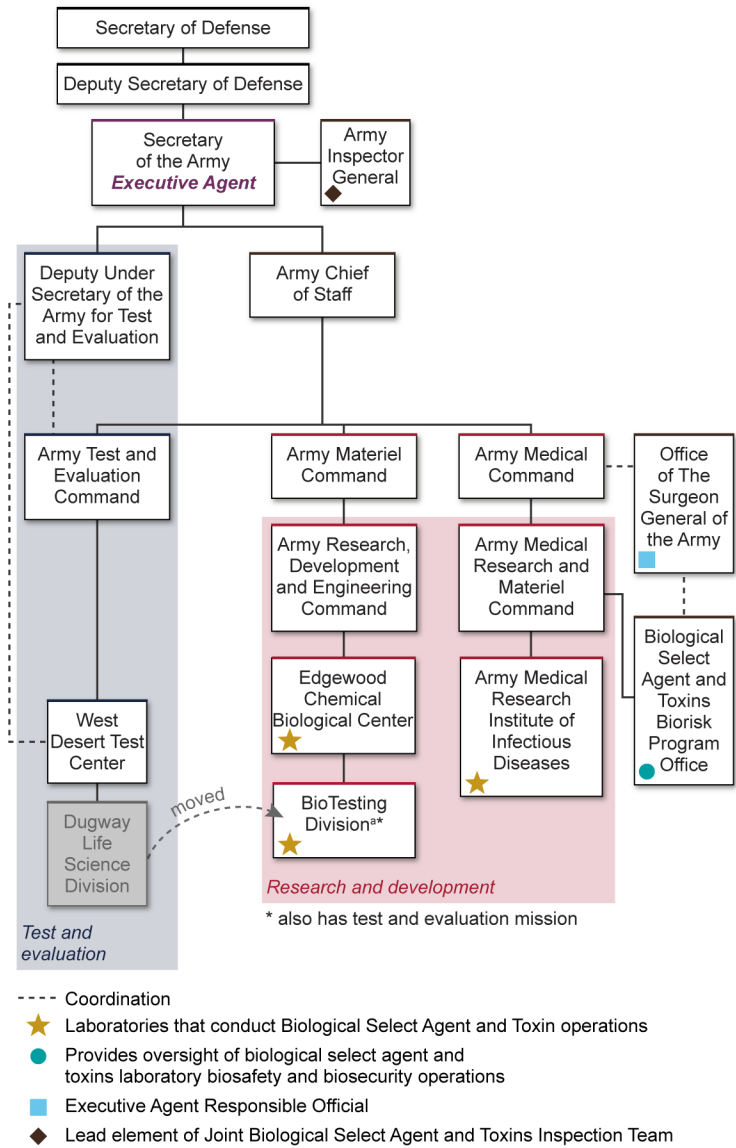 Secretary of Defense
Deputy Secretary of Defense
Secretary
of the Army
Executive Agent
Army
Inspector
General
Deputy Under
Secretary of the
Army for Test
and Evaluation
Army Chief
of Staff
Army Test and
Evaluation
Command
Army Materiel
Command
Army Medical
Command
Office
of The
Surgeon
General of
the Army
Army Research,
Development
and Engineering
Command
Army Medical
Research and
Materiel
Command
Biological
Select
Agent and
Toxins
Biorisk
Program
Office
Edgewood
Chemical
Biological Center
Army Medical
Research
Institute of
Infectious
Diseases
West
Desert Test
Center
moved
BioTesting
Divisionᵃ*
Dugway
Life
Science
Division
Research and development
* also has test and evaluation mission
Test and
evaluation
Coordination
Laboratories that conduct Biological Select Agent and Toxin operations
Provides oversight of biological select agent and
toxins laboratory biosafety and biosecurity operations
Executive Agent Responsible Official
Lead element of Joint Biological Select Agent and Toxins Inspection Team